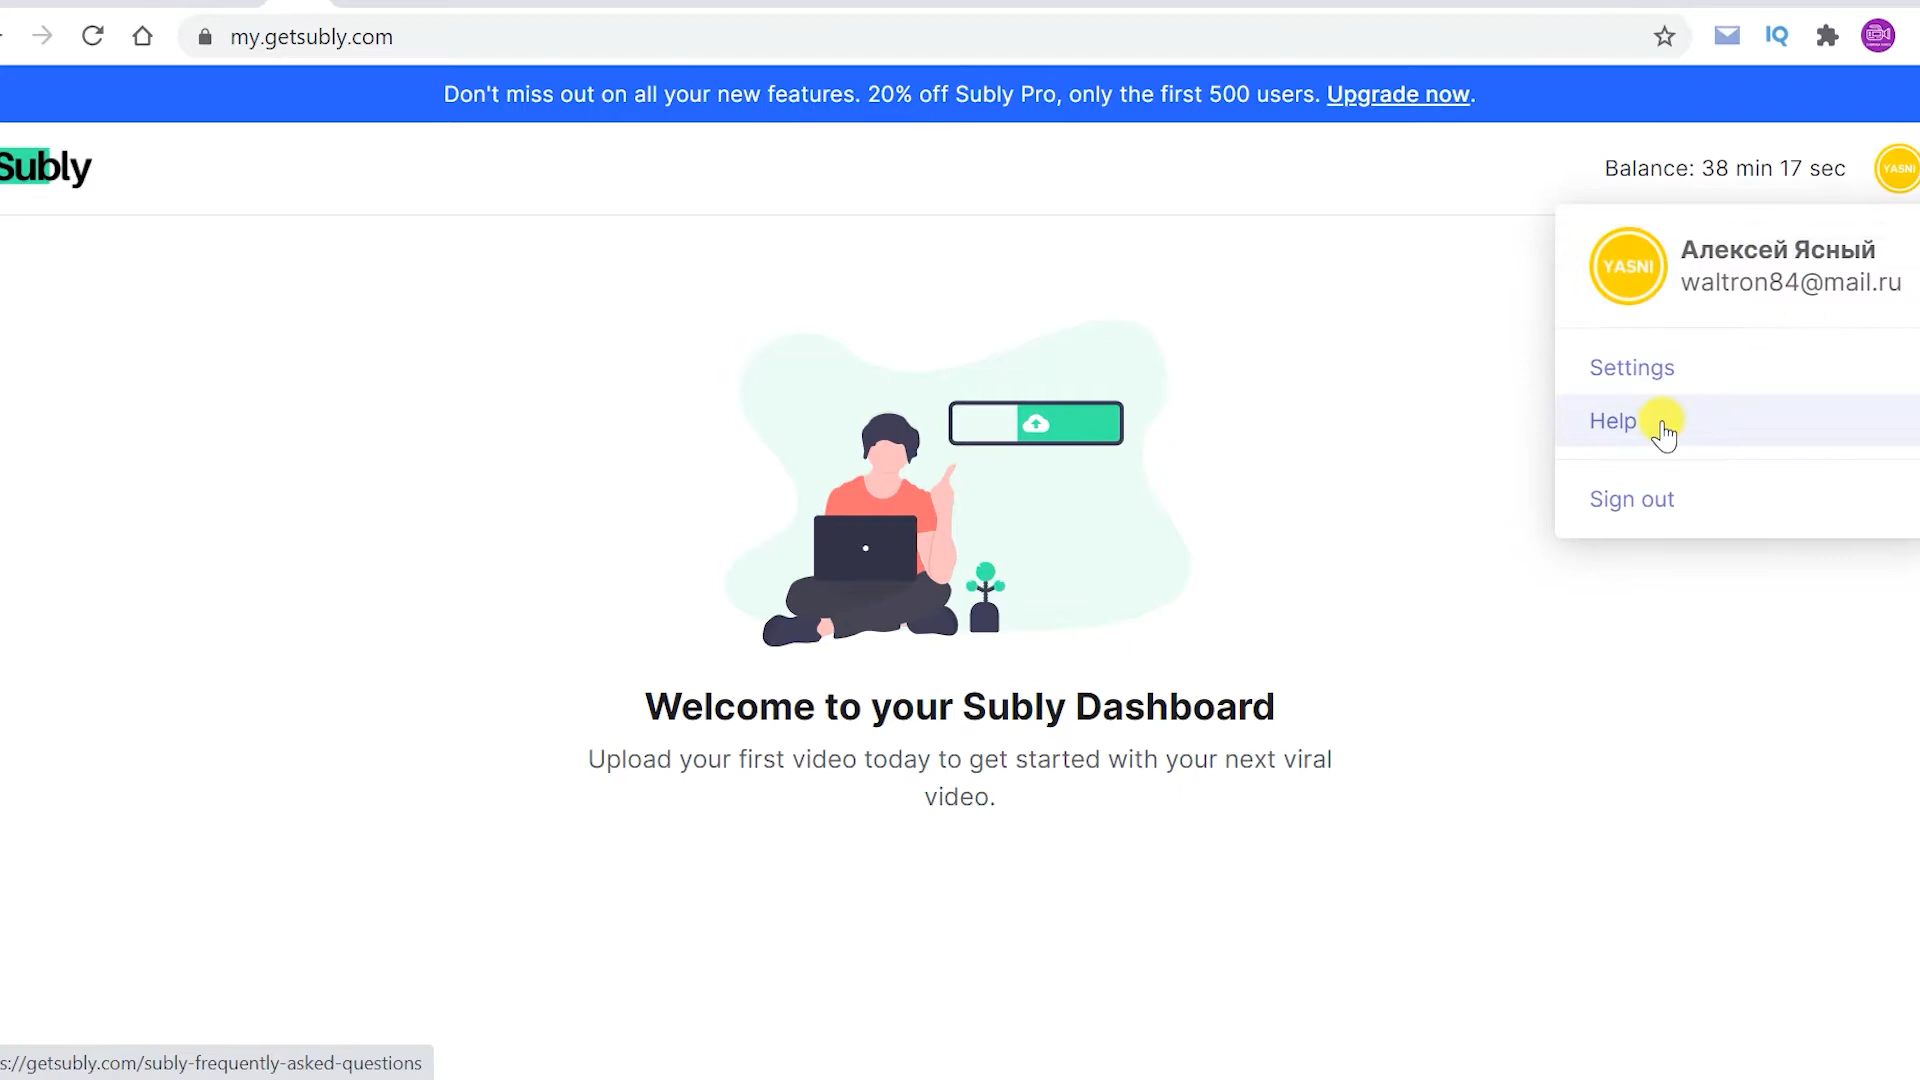 my.getsubly.com
IQ
Don't miss out on all your new features. 20% off Subly Pro, only the first 500 users. Upgrade now.
Subly
Balance: 38 min 17 sec
YASNI
YASNI
Алексей Ясный
waltron84@mail.ru
Settings
Help
Sign out
Welcome to your Subly Dashboard
Upload your first video today to get started with your next viral
video.
s://getsubly.com/subly-frequently-asked-questions